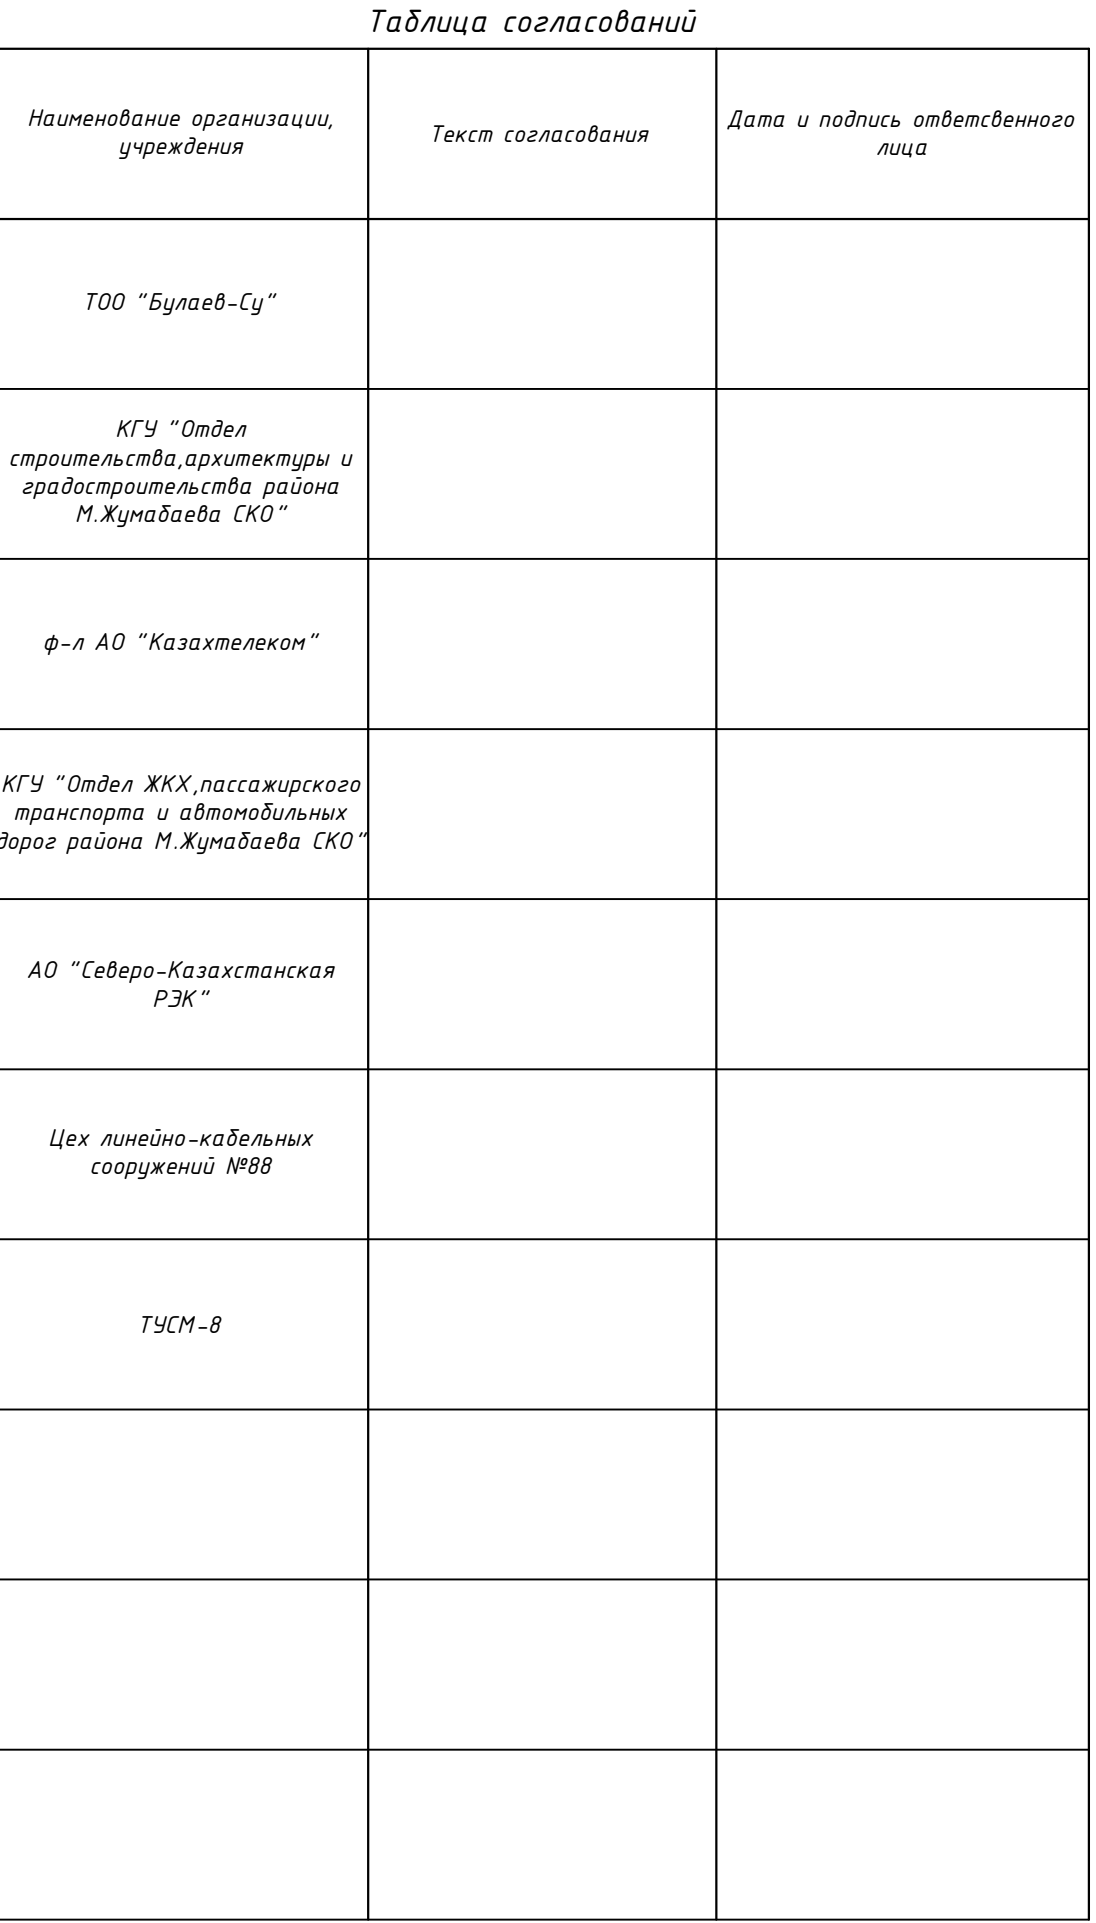 Таблица согласований
Наименование организации,
учреждения
Текст согласования
Дата и подпись ответсвенного
лица
ТОО "Булаев-Су"
КГУ "Отдел
строительства,архитектуры и
градостроительства района
М.Жумабаева СКО"
ф-л АО "Казахтелеком"
КГУ "Отдел ЖКХ,пассажирского
транспорта и автомобильных
дорог района М.Жумабаева СКО"
АО "Северо-Казахстанская
РЭК"
Цех линейно-кабельных
сооружений №88
ТУСМ-8